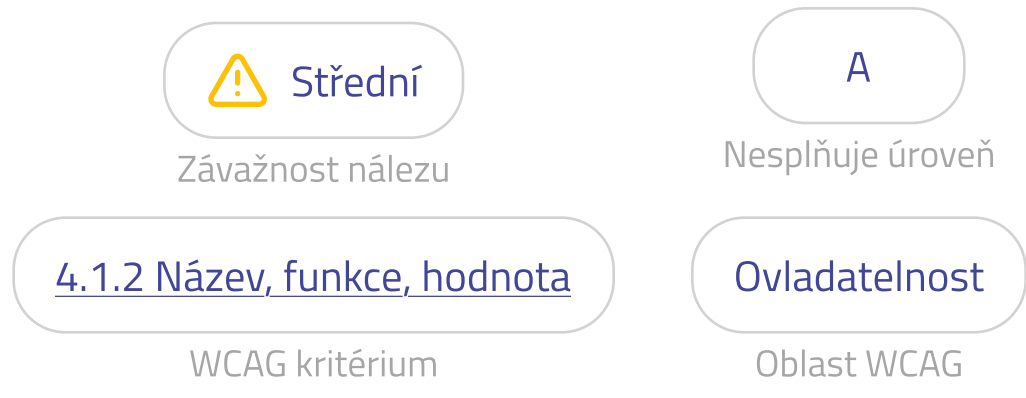 Střední
Závažnost nálezu
A
Nesplňuje úroveň
4.1.2 Název, funkce, hodnota
WCAG kritérium
Ovladatelnost
Oblast WCAG